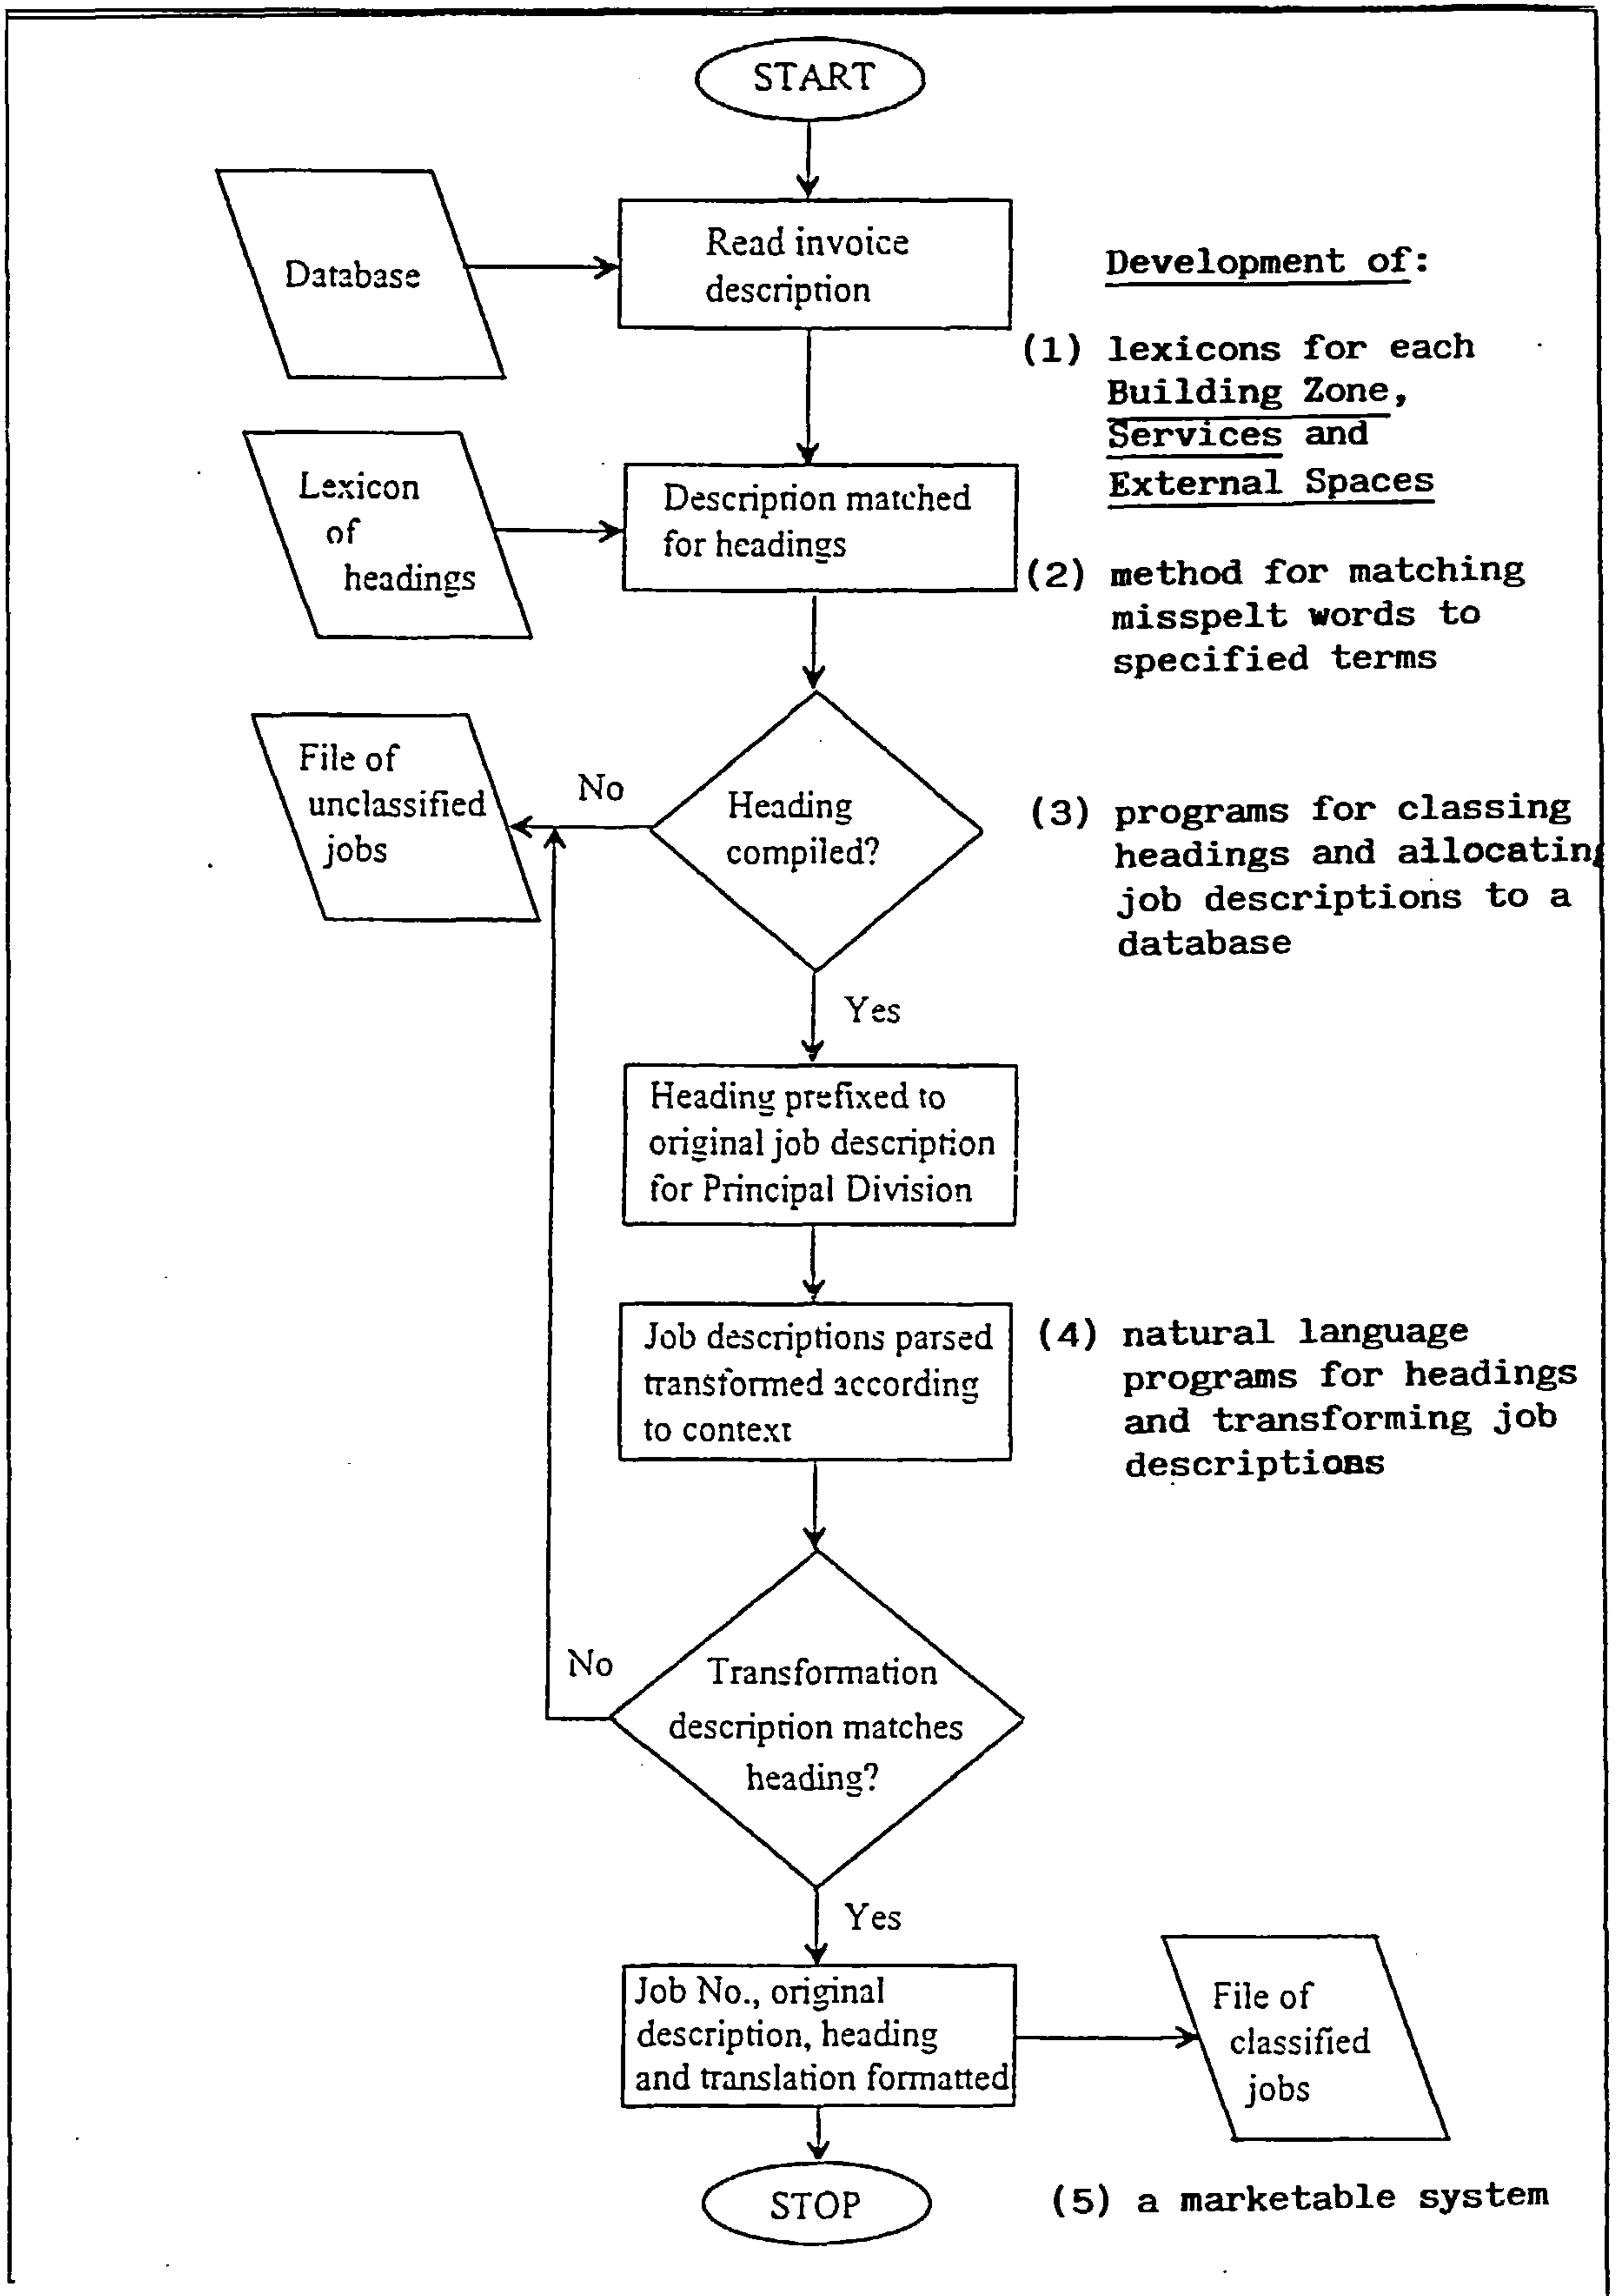 START
Database
Read invoice
description
Development of:
(1) lexicons for each
Building Zone,
Services and
External Spaces
Lexicon
of
headings
Description matched
for headings
(2) method for matching
misspelt words to
specified terms
File of
unclassified
jobs
No
Heading
compiled?
(3) programs for classing
headings and allocating
job descriptions to a
database
Yes
Heading prefixed to
original job description
for Principal Division
Job descriptions parsed
transformed according
to context
(4) natural language
programs for headings
and transforming job
descriptions
No
Transformation
description matches
heading?
Yes
Job No., original
description, heading
and translation formatted
File of
classified
jobs
STOP
(5) a marketable system